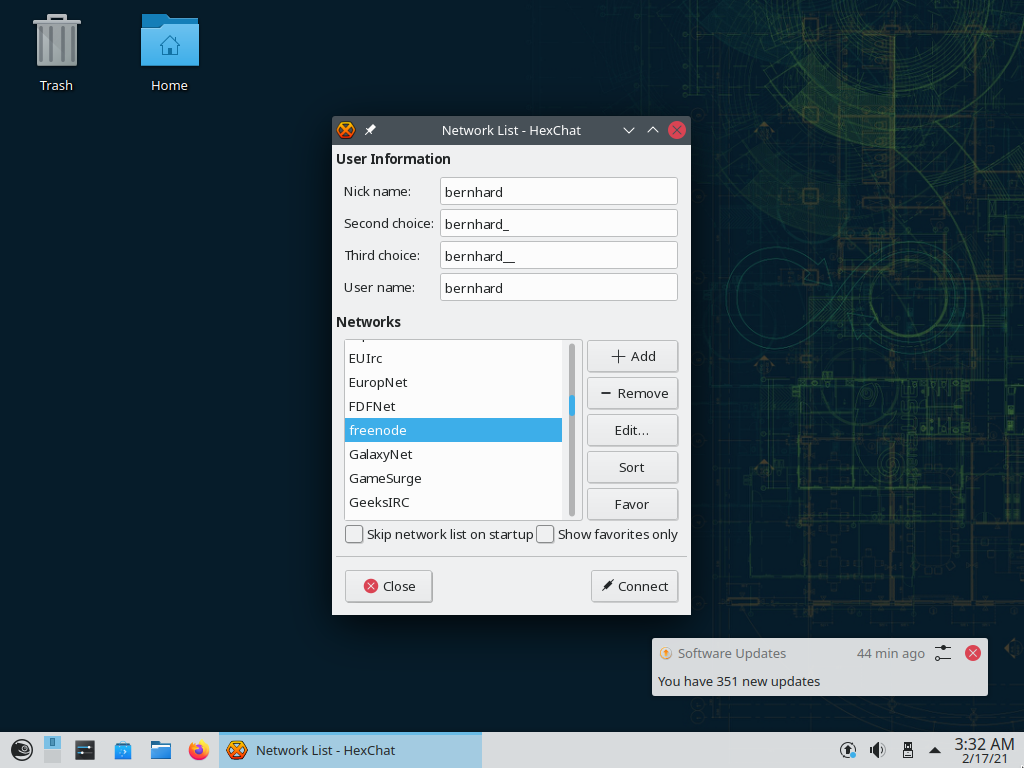 Trash
Home
Network List - HexChat
User Information
Nick name: bernhard
Second choice: bernhard_
Third choice: bernhard__
User name: bernhard
Networks
EUIrc
EuropNet
FDFNet
freenode
GalaxyNet
GameSurge
GeeksIRC
Add
Remove
Edit...
Sort
Favor
Skip network list on startup Show favorites only
Close Connect
Software Updates 44 min ago
You have 351 new updates
Network List - HexChat
3:32 AM
2/17/21